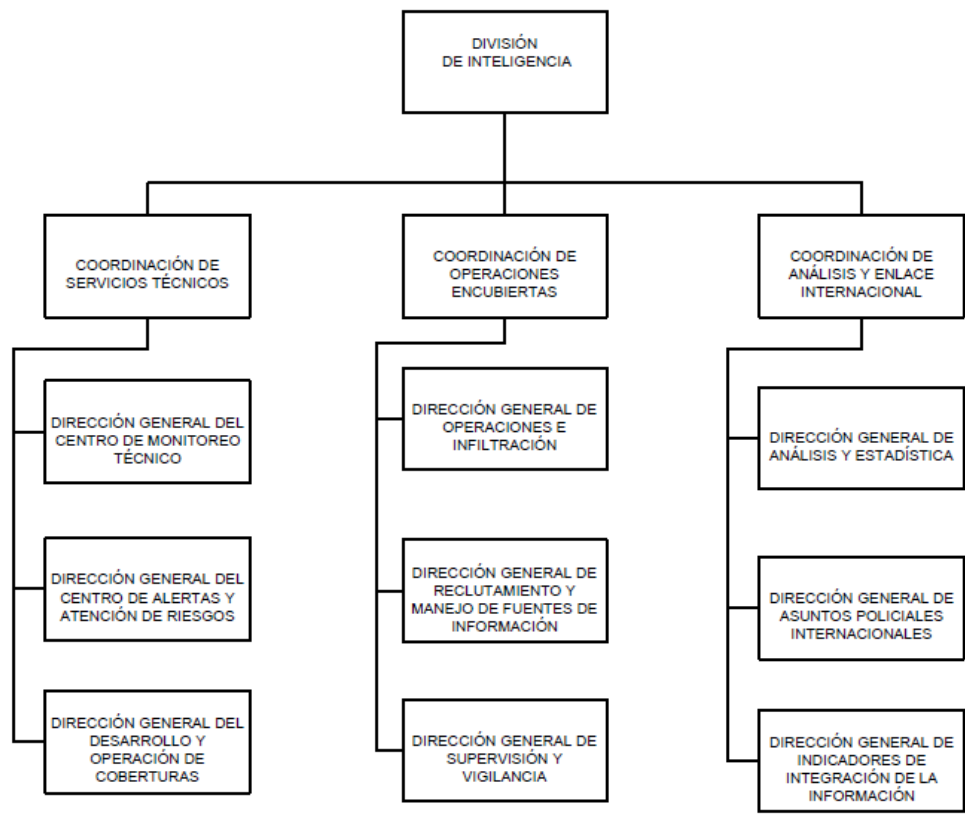 DIVISIÓN
DE INTELIGENCIA
COORDINACIÓN DE
SERVICIOS TÉCNICOS
COORDINACIÓN DE
OPERACIONES
ENCUBIERTAS
COORDINACIÓN DE
ANÁLISIS Y ENLACE
INTERNACIONAL
DIRECCIÓN GENERAL DEL
CENTRO DE MONITOREO
TÉCNICO
DIRECCIÓN GENERAL DE
OPERACIONES E
INFILTRACIÓN
DIRECCIÓN GENERAL DE
ANÁLISIS Y ESTADÍSTICA
DIRECCIÓN GENERAL DEL
CENTRO DE ALERTAS Y
ATENCIÓN DE RIESGOS
DIRECCIÓN GENERAL DE
RECLUTAMIENTO Y
MANEJO DE FUENTES DE
INFORMACIÓN
DIRECCIÓN GENERAL DE
ASUNTOS POLICIALES
INTERNACIONALES
DIRECCIÓN GENERAL DEL
DESARROLLO Y
OPERACIÓN DE
COBERTURAS
DIRECCIÓN GENERAL DE
SUPERVISIÓN Y
VIGILANCIA
DIRECCIÓN GENERAL DE
INDICADORES DE
INTEGRACIÓN DE LA
INFORMACIÓN